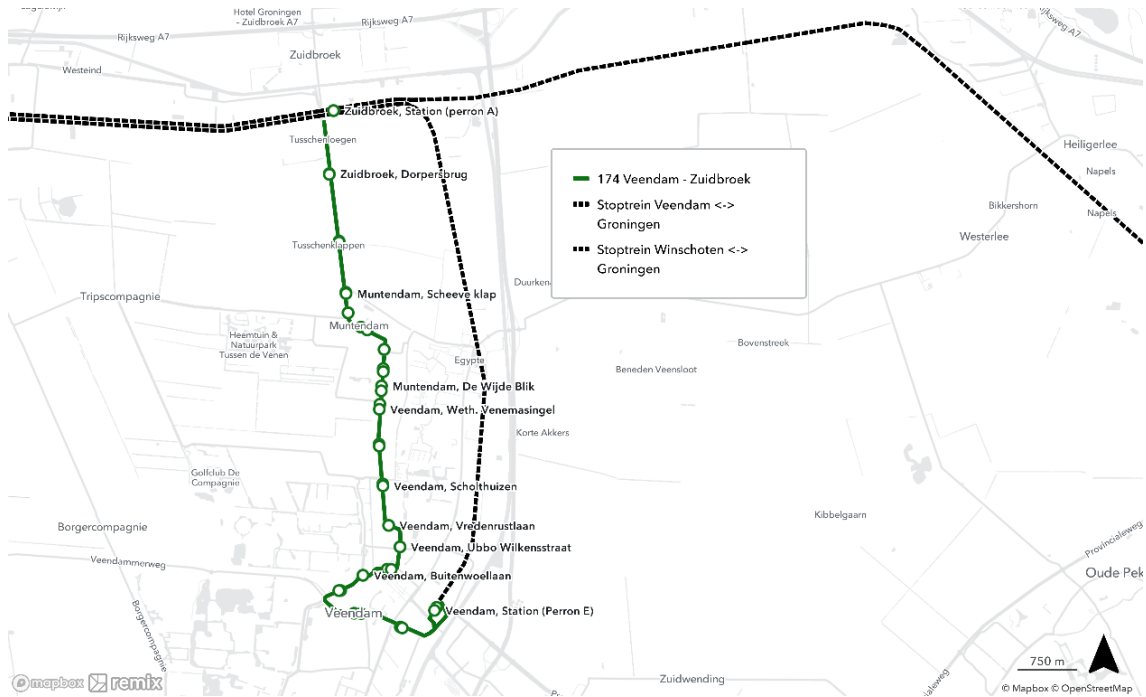 Hotel Groningen
- Zuidbroek A7
Rijksweg A7
Rijksweg A7
Zuidbroek
Westeind
Rijksweg A7
Zuidbroek, Station (perron A)
Tusschenloegen
Heiligerlee
Zuidbroek, Dorpersbrug
Napels
174 Veendam - Zuidbroek
Stoptrein Veendam <->
Groningen
Stoptrein Winschoten <->
Groningen
Bikkershorn
Napels
Westerlee
Tusschenklappen
Duurken
Tripscompagnie
Muntendam, Scheeve klap
Muntendam
Heemtuin &
Natuurpark
Tussen de Venen
Bovenstreek
Egypte
Beneden Veensloot
Muntendam, De Wijde Blik
Veendam, Weth. Venemasingel
Korte Akkers
Golfclub De
Compagnie
Veendam, Scholthuizen
Kibbelgaarn
Borgercompagnie
Veendam, Vredenrustlaan
Veendam, Ubbo Wilkensstraat
Provincialeweg
Veendammerweg
Veendam, Buitenwoellaan
Oude Pek
Borgercompagnie
Veendam
Veendam, Station (Perron E)
750 m
Zuidwending
mapbox remix
© Mapbox © OpenStreetMap